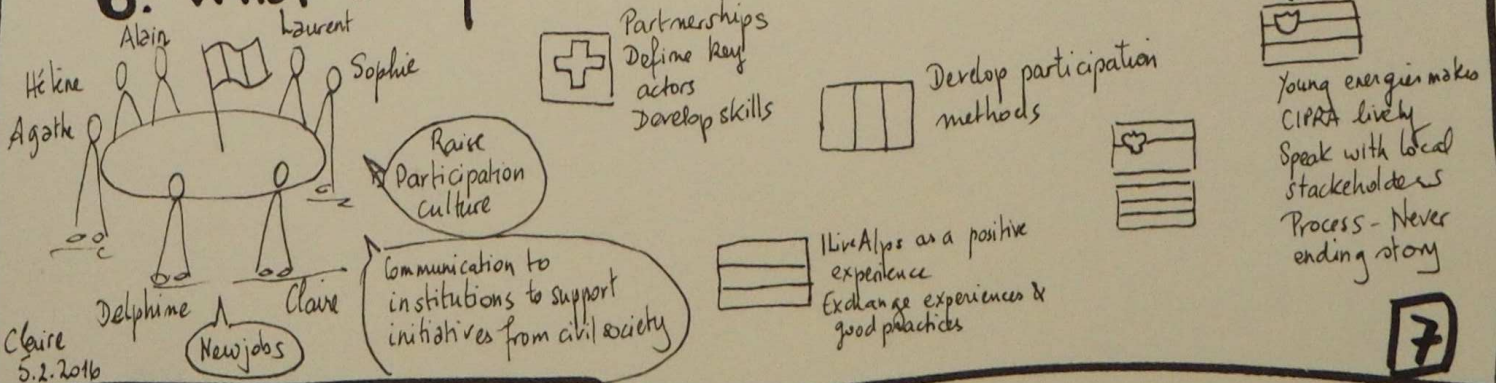 Alain
Laurent
Hélène
Sophie
Agathe
Delphine
Claire
New jobs
Claire
5.2.2016
Raise
Participation
culture
Communication to
institutions to support
initiatives from civil society
Partnerships
Define key
actors
Develop skills
Develop participation
methods
ILiveAlps as a positive
experience
Exchange experiences &
good practices
Young energies makes
CIPRA lively
Speak with local
stackeholders
Process - Never
ending story
7